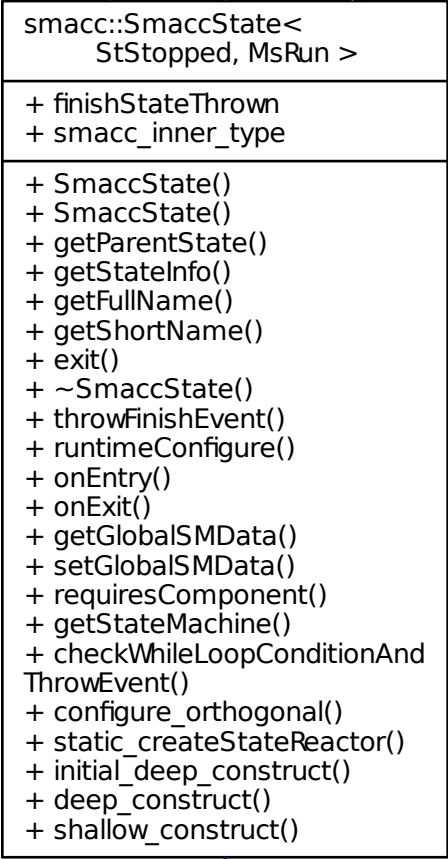 smacc::SmaccState<
StStopped, MsRun >
+ finishStateThrown
+ smacc_inner_type
+ SmaccState()
+ SmaccState()
+ getParentState()
+ getStateInfo()
+ getFullName()
+ getShortName()
+ exit()
+ ~SmaccState()
+ throwFinishEvent()
+ runtimeConfigure()
+ onEntry()
+ onExit()
+ getGlobalSMData()
+ setGlobalSMData()
+ requiresComponent()
+ getStateMachine()
+ checkWhileLoopConditionAnd
ThrowEvent()
+ configure_orthogonal()
+ static_createStateReactor()
+ initial_deep_construct()
+ deep_construct()
+ shallow_construct()